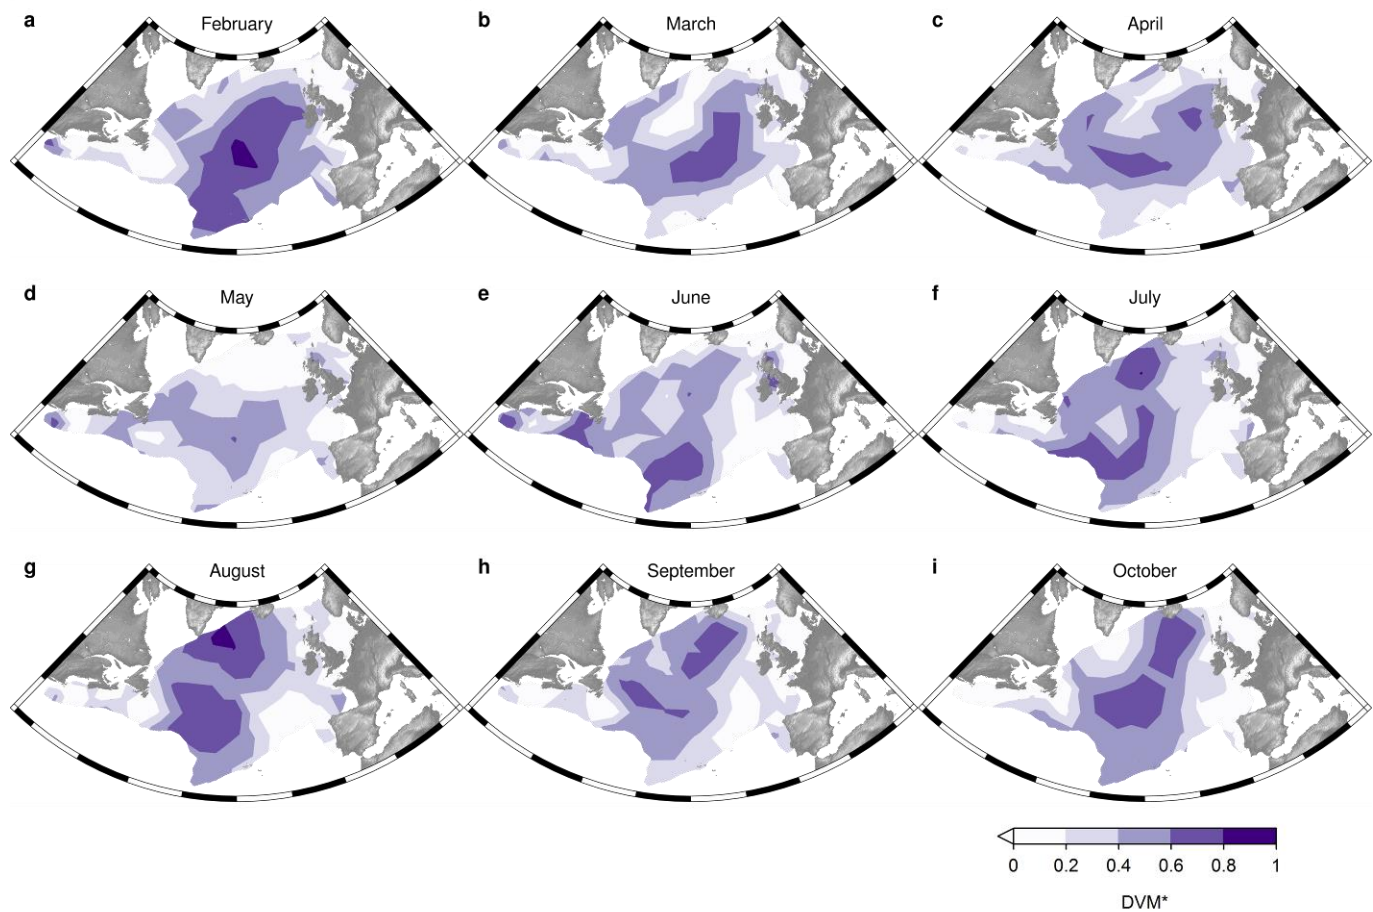 a February
b March
c April
d May
e June
f July
g August
h September
i October
0 0.2 0.4 0.6 0.8 1
DVM*